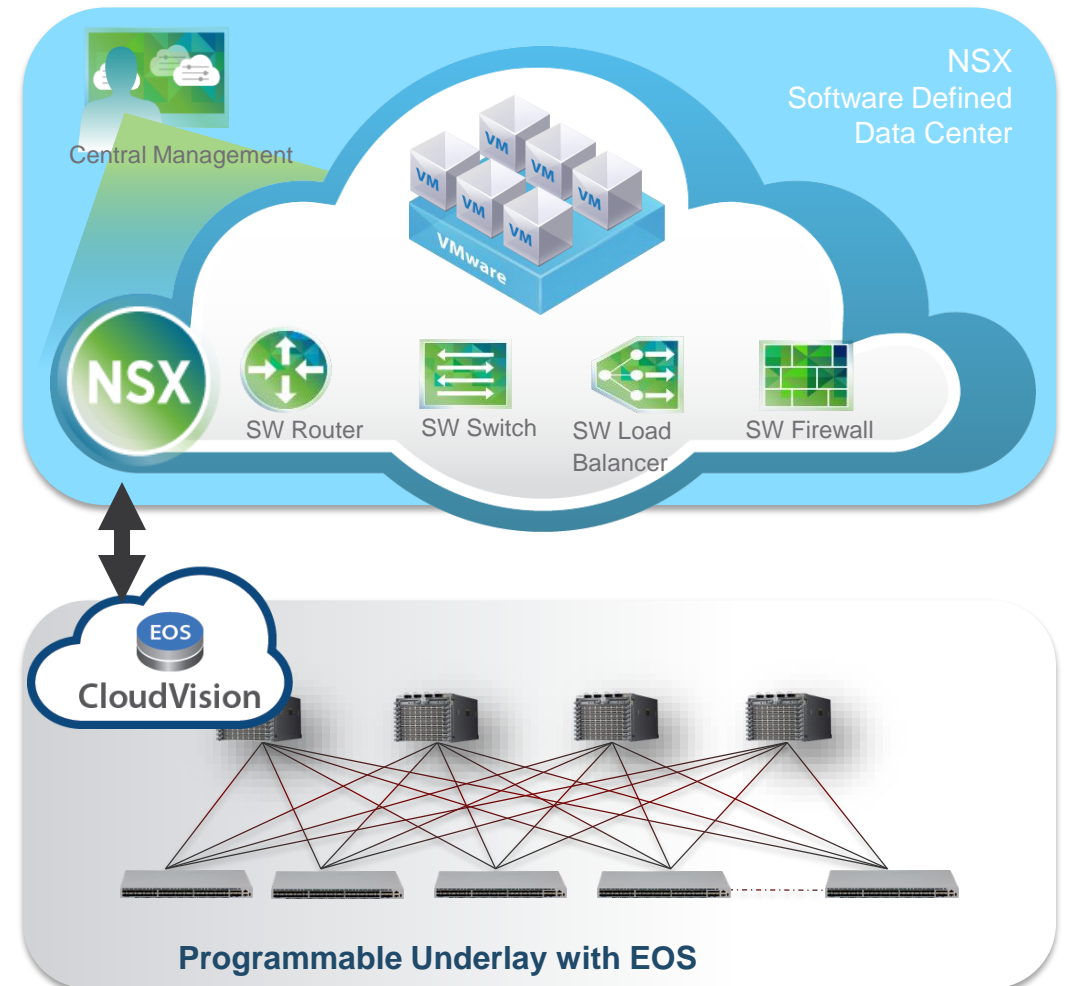 NSX
Software Defined
Data Center
Central Management
VM
VM
VM
VM
VM
VM
VMware
NSX
SW Router
SW Switch
SW Load
Balancer
SW Firewall
EOS
CloudVision
Programmable Underlay with EOS